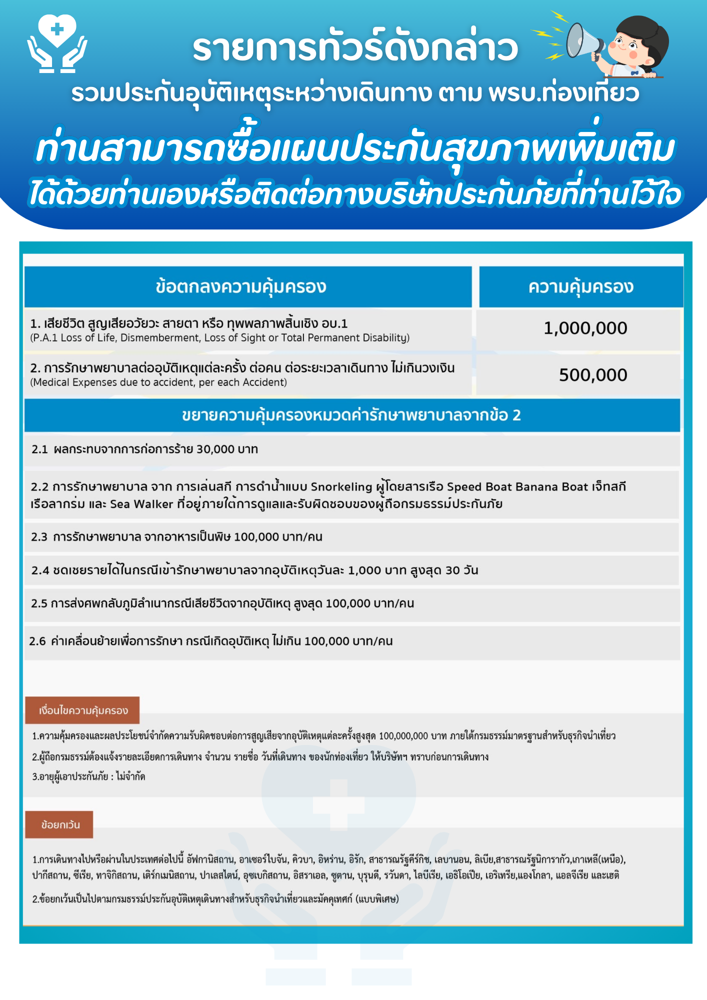 รายการทัวร์ดังกล่าว
รวมประกันอุบัติเหตุระหว่างเดินทาง ตาม พรบ.ท่องเที่ยว
ท่านสามารถซื้อแผนประกันสุขภาพเพิ่มเติม
ได้ด้วยท่านเองหรือติดต่อทางบริษัทประกันภัยที่ท่านไว้ใจ
ข้อตกลงความคุ้มครอง
ความคุ้มครอง
1. เสียชีวิต สูญเสียอวัยวะ สายตา หรือ ทุพพลภาพสิ้นเชิง อบ.1
(P.A.1 Loss of Life, Dismemberment, Loss of Sight or Total Permanent Disability)
1,000,000
2. การรักษาพยาบาลต่ออุบัติเหตุแต่ละครั้ง ต่อคน ต่อระยะเวลาเดินทาง ไม่เกินวงเงิน
(Medical Expenses due to accident, per each Accident)
500,000
ขยายความคุ้มครองหมวดค่ารักษาพยาบาลจากข้อ 2
2.1 ผลกระทบจากการก่อการร้าย 30,000 บาท
2.2 การรักษาพยาบาล จาก การเล่นสกี การดำน้ำแบบ Snorkeling ผู้โดยสารเรือ Speed Boat Banana Boat เจ็ทสกี
เรือลากร่ม และ Sea Walker ที่อยู่ภายใต้การดูแลและรับผิดชอบของผู้ถือกรมธรรม์ประกันภัย
2.3 การรักษาพยาบาล จากอาหารเป็นพิษ 100,000 บาท/คน
2.4 ชดเชยรายได้ในกรณีเข้ารักษาพยาบาลจากอุบัติเหตุวันละ 1,000 บาท สูงสุด 30 วัน
2.5 การส่งศพกลับภูมิลำเนากรณีเสียชีวิตจากอุบัติเหตุ สูงสุด 100,000 บาท/คน
2.6 ค่าเคลื่อนย้ายเพื่อการรักษา กรณีเกิดอุบัติเหตุ ไม่เกิน 100,000 บาท/คน
เงื่อนไขความคุ้มครอง
1.ความคุ้มครองและผลประโยชน์จำกัดความรับผิดชอบต่อการสูญเสียจากอุบัติเหตุแต่ละครั้งสูงสุด 100,000,000 บาท ภายใต้กรมธรรม์มาตรฐานสำหรับธุรกิจนำเที่ยว
2.ผู้ถือกรมธรรม์ต้องแจ้งรายละเอียดการเดินทาง จำนวน รายชื่อ วันที่เดินทาง ของนักท่องเที่ยว ให้บริษัทฯ ทราบก่อนการเดินทาง
3.อายุผู้เอาประกันภัย : ไม่จำกัด
ข้อยกเว้น
1.การเดินทางไปหรือผ่านในประเทศต่อไปนี้ อัฟกานิสถาน, อาเซอร์ไบจัน, คิวบา, อิหร่าน, อิรัก, สาธารณรัฐคีร์กิซ, เลบานอน, ลิเบีย,สาธารณรัฐนิการากัว,เกาเหลี(เหนือ),
ปากีสถาน, ซีเรีย, ทาจิกิสถาน, เติร์กเมนิสถาน, ปาเลสไตน์, อุซเบกิสถาน, อิสราเอล, ซูดาน, บุรุนดี, รวันดา, ไลบีเรีย, เอธิโอเปีย, เอริเทรีย,แองโกลา, แอลจีเรีย และเฮติ
2.ข้อยกเว้นเป็นไปตามกรมธรรม์ประกันอุบัติเหตุเดินทางสำหรับธุรกิจนำเที่ยวและมัคคุเทศก์ (แบบพิเศษ)